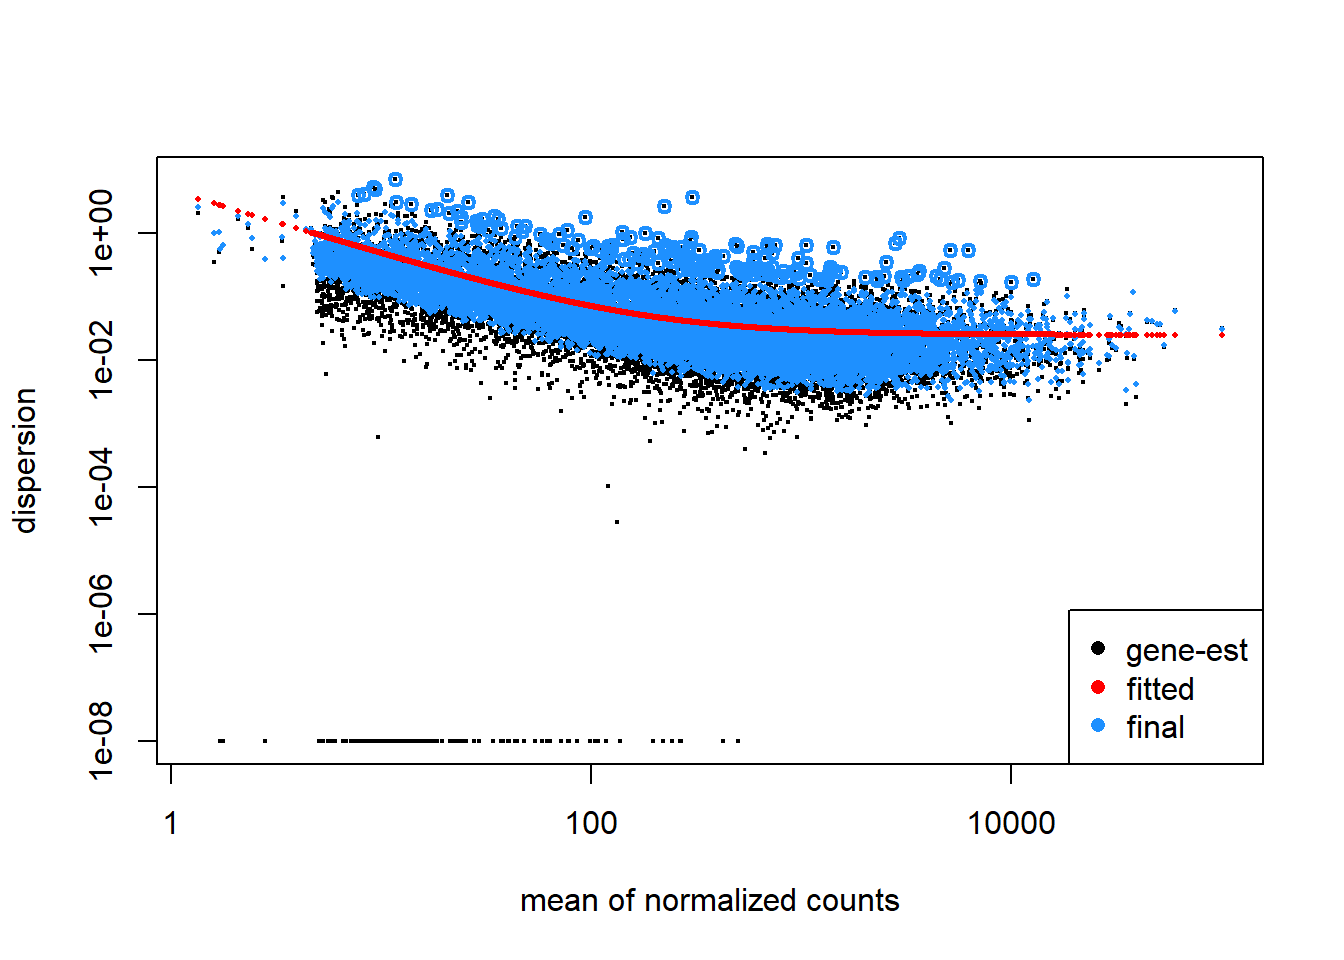 dispersion
1e+00
1e-02
1e-04
1e-06
1e-08
gene-est
fitted
final
1
100
10000
mean of normalized counts